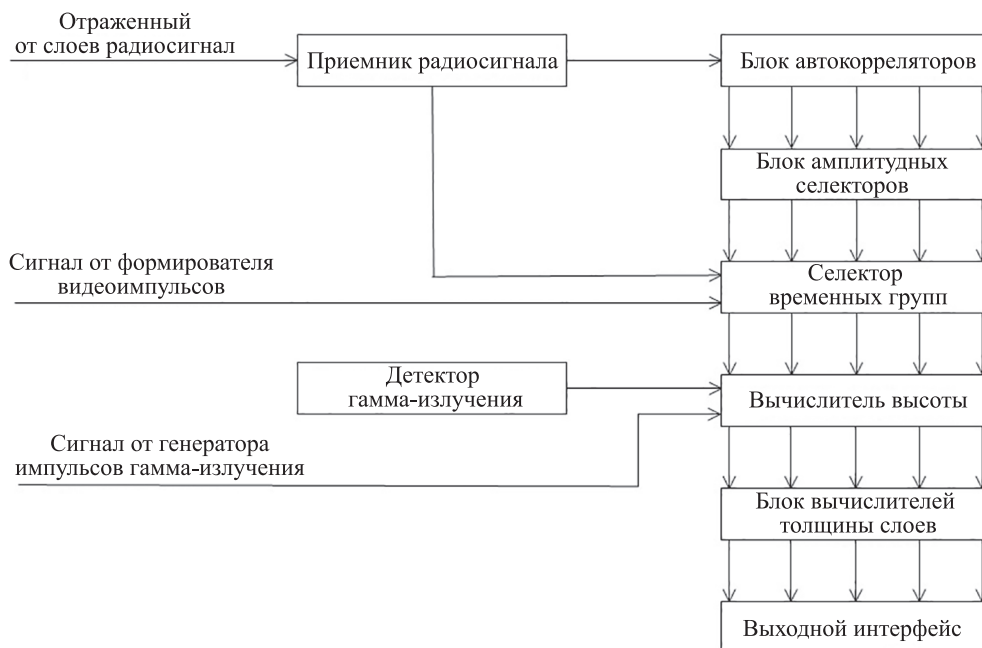 Отраженный
от слоев радиосигнал
Приемник радиосигнала
Блок автокорреляторов
Блок амплитудных
селекторов
Сигнал от формирователя
видеоимпульсов
Селектор
временных групп
Детектор
гамма-излучения
Вычислитель высоты
Сигнал от генератора
импульсов гамма-излучения
Блок вычислителей
толщины слоев
Выходной интерфейс